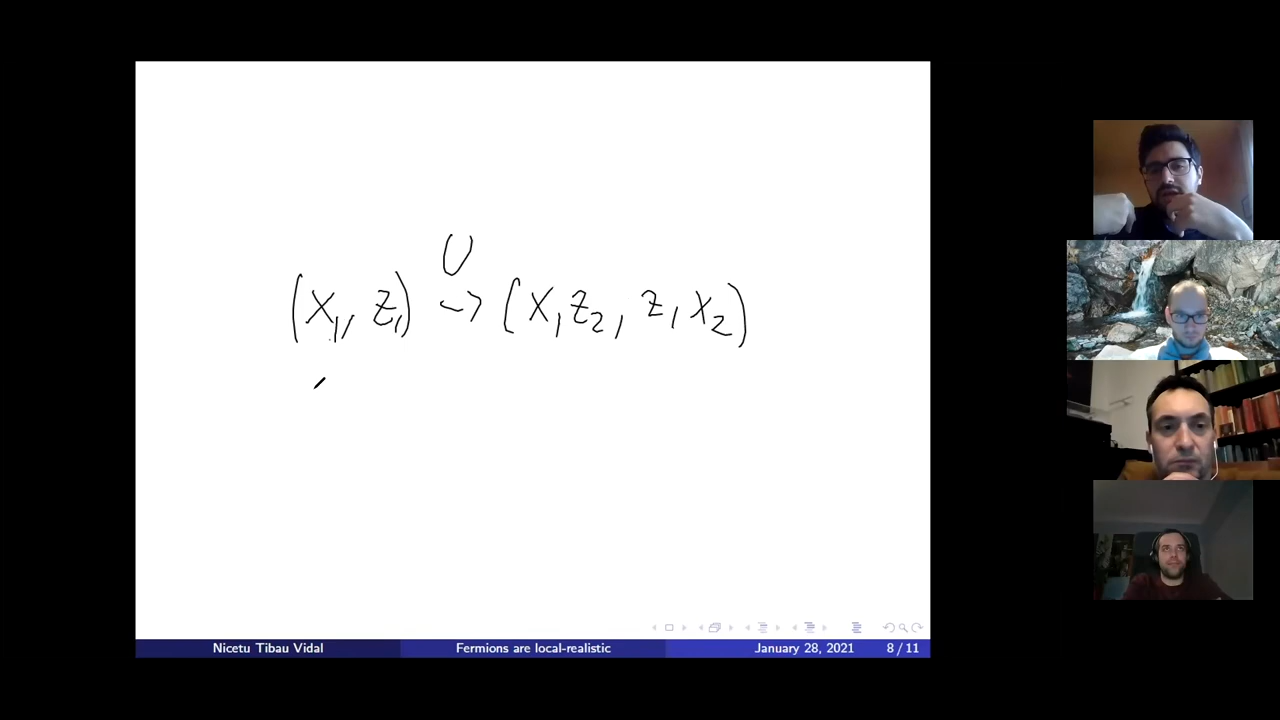 U
(X₁, Z₁) → (X₁Z₂, Z₁X₂)
Nicetu Tibau Vidal Fermions are local-realistic January 28, 2021 8 / 11